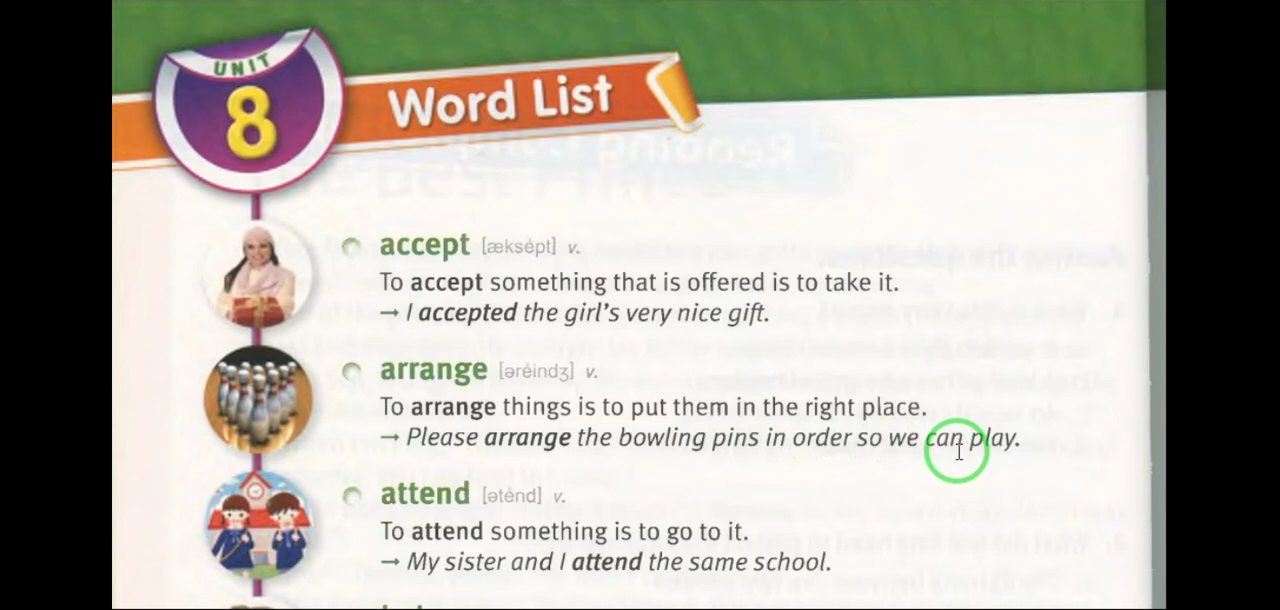 UNIT
8
Word List
accept [æksépt] v.
To accept something that is offered is to take it.
→ I accepted the girl's very nice gift.
arrange [əréindʒ] v.
To arrange things is to put them in the right place.
→ Please arrange the bowling pins in order so we can play.
attend [əténd] v.
To attend something is to go to it.
→ My sister and I attend the same school.